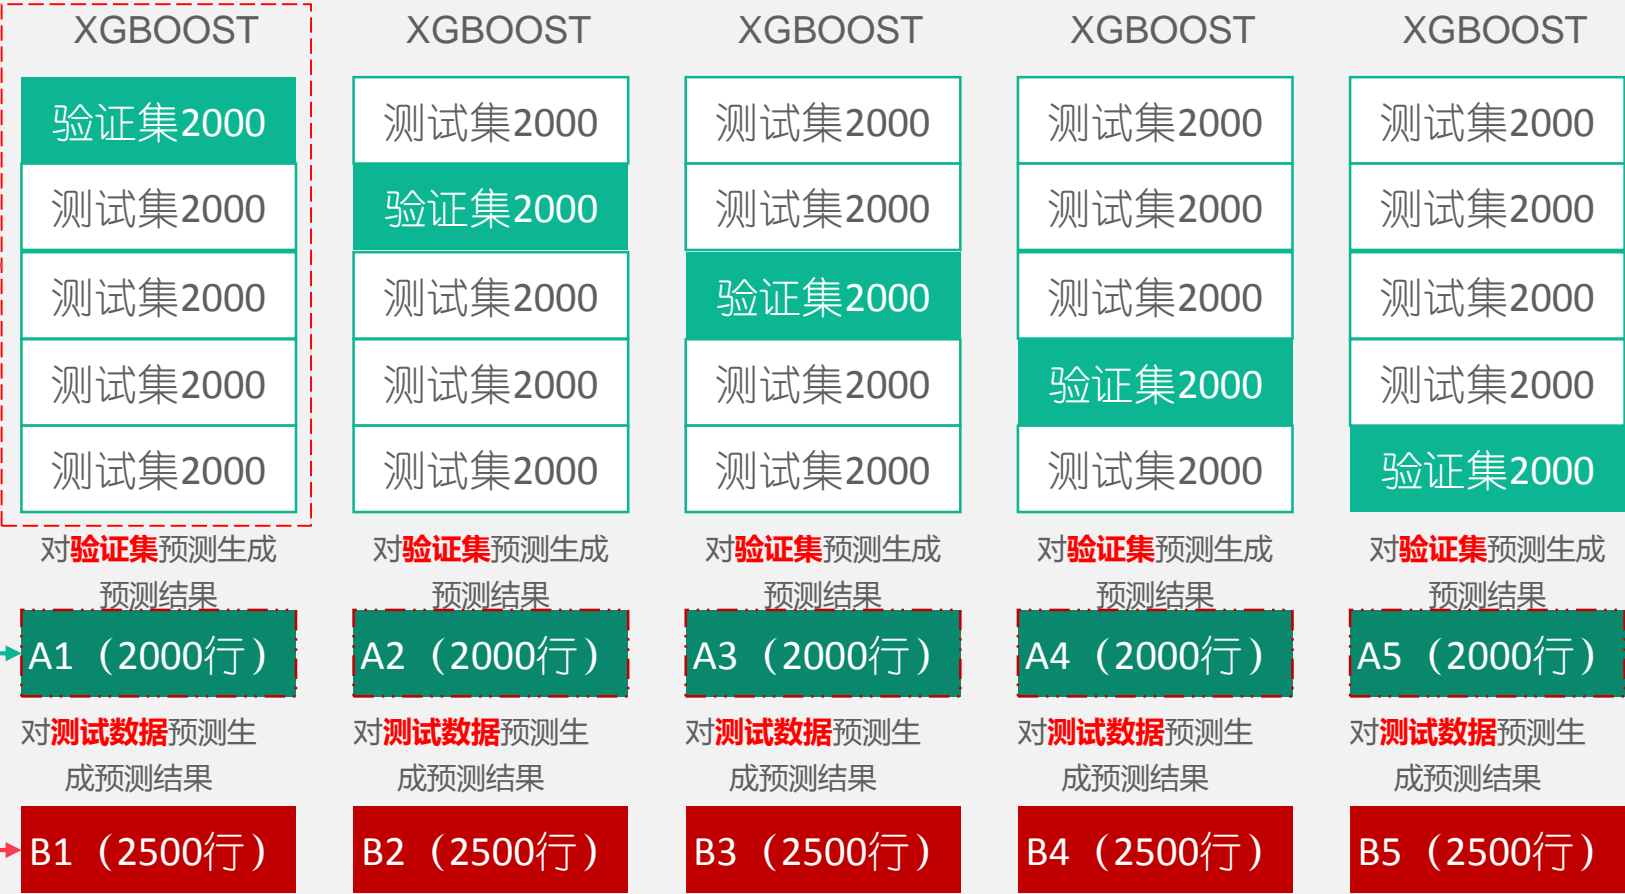 XGBOOST XGBOOST XGBOOST XGBOOST XGBOOST
验证集2000 测试集2000 测试集2000 测试集2000 测试集2000
测试集2000 验证集2000 测试集2000 测试集2000 测试集2000
测试集2000 测试集2000 验证集2000 测试集2000 测试集2000
测试集2000 测试集2000 测试集2000 验证集2000 测试集2000
测试集2000 测试集2000 测试集2000 测试集2000 验证集2000
对验证集预测生成 对验证集预测生成 对验证集预测生成 对验证集预测生成 对验证集预测生成
预测结果 预测结果 预测结果 预测结果 预测结果
A1（2000行） A2（2000行） A3（2000行） A4（2000行） A5（2000行）
对测试数据预测生 对测试数据预测生 对测试数据预测生 对测试数据预测生 对测试数据预测生
成预测结果 成预测结果 成预测结果 成预测结果 成预测结果
B1（2500行） B2（2500行） B3（2500行） B4（2500行） B5（2500行）